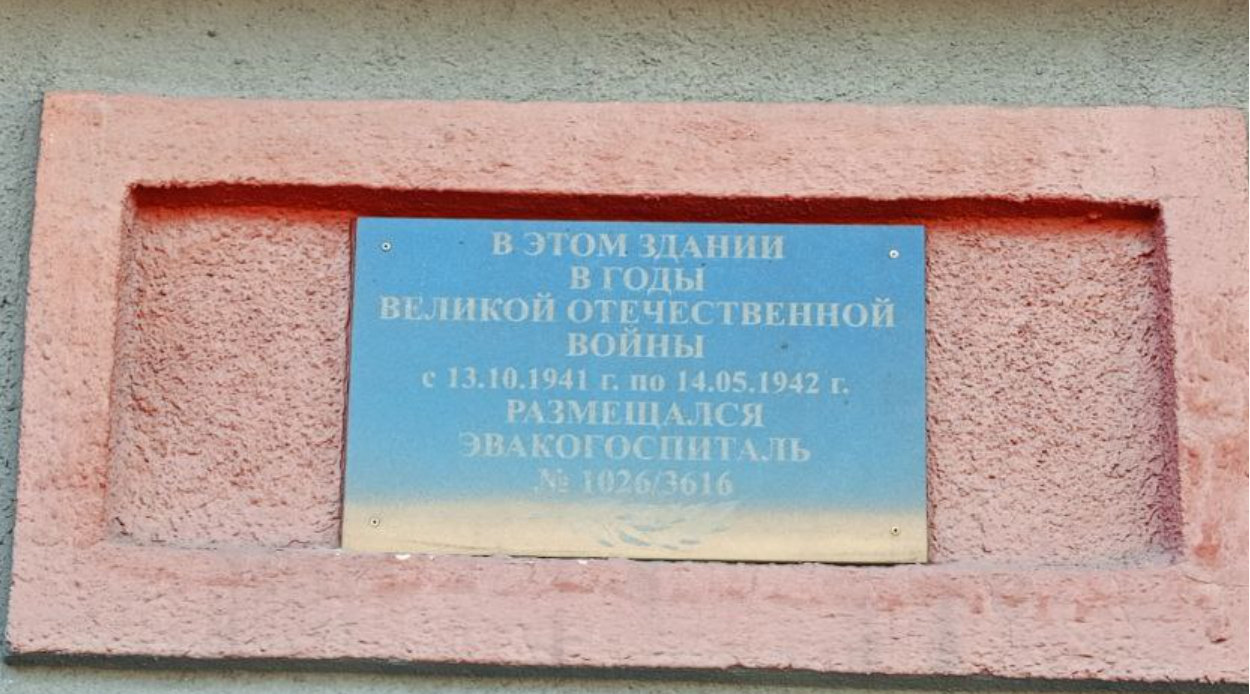 В ЭТОМ ЗДАНИИ
В ГОДЫ
ВЕЛИКОЙ ОТЕЧЕСТВЕННОЙ
ВОЙНЫ
с 13.10.1941 г. по 14.05.1942 г.
РАЗМЕЩАЛСЯ
ЭВАКОГОСПИТАЛЬ
№ 1026/3616